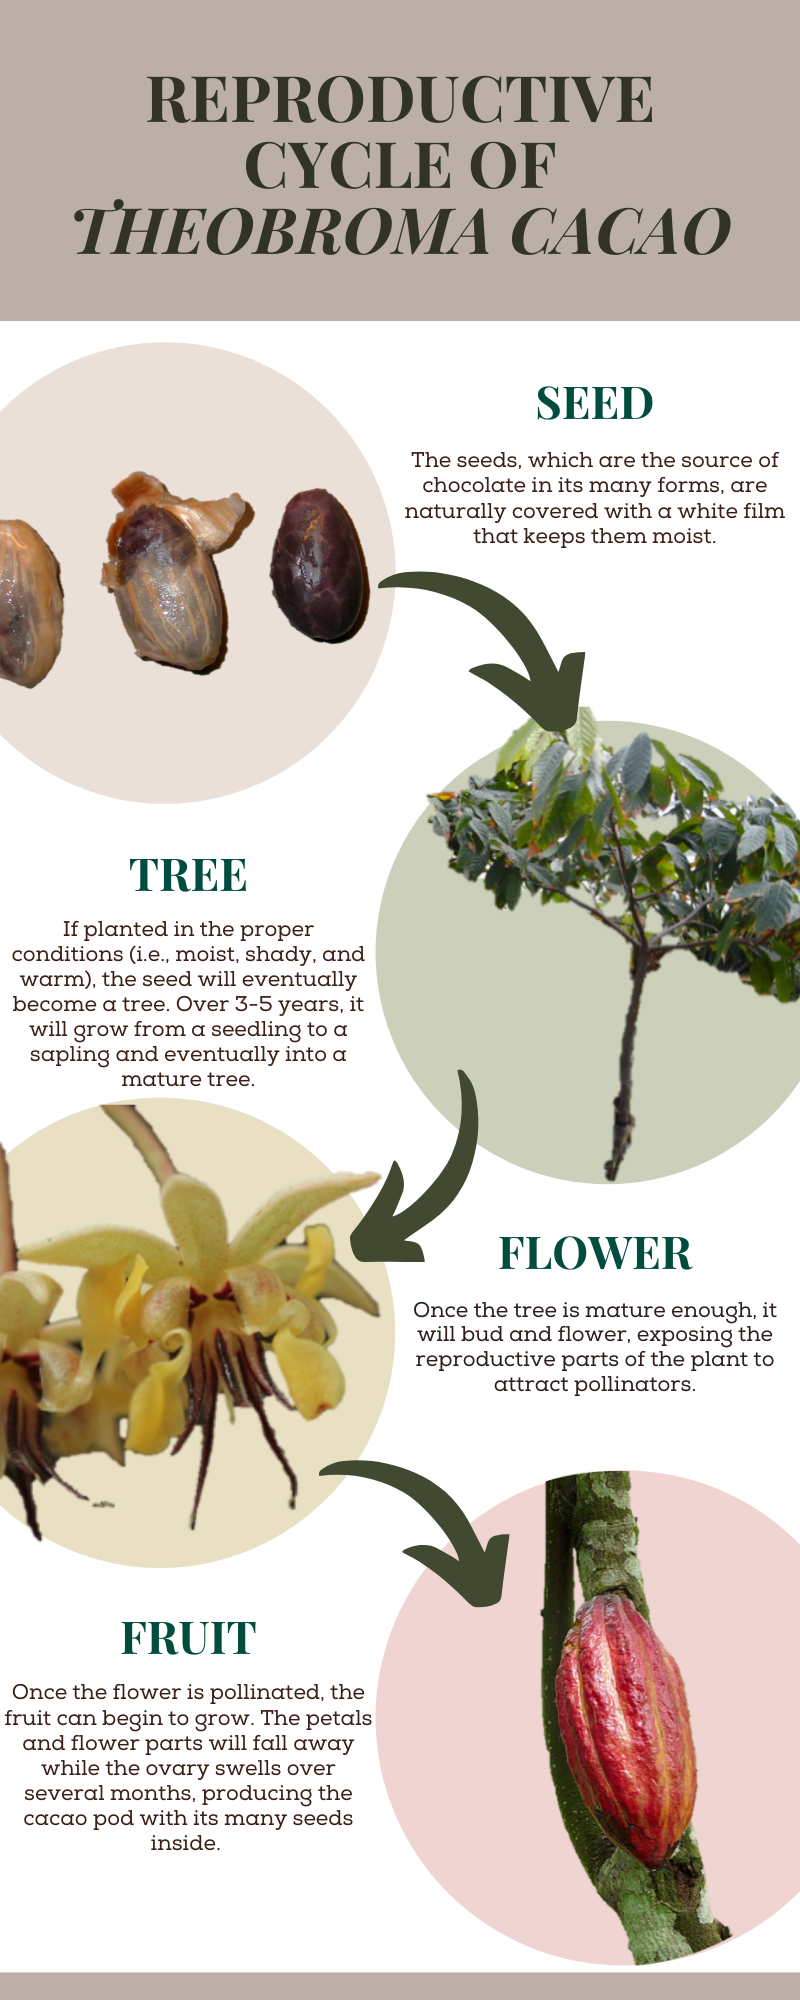 REPRODUCTIVE
CYCLE OF
THEOBROMA CACAO
SEED
The seeds, which are the source of
chocolate in its many forms, are
naturally covered with a white film
that keeps them moist.
TREE
If planted in the proper
conditions (i.e., moist, shady, and
warm), the seed will eventually
become a tree. Over 3-5 years, it
will grow from a seedling to a
sapling and eventually into a
mature tree.
FLOWER
Once the tree is mature enough, it
will bud and flower, exposing the
reproductive parts of the plant to
attract pollinators.
FRUIT
Once the flower is pollinated, the
fruit can begin to grow. The petals
and flower parts will fall away
while the ovary swells over
several months, producing the
cacao pod with its many seeds
inside.